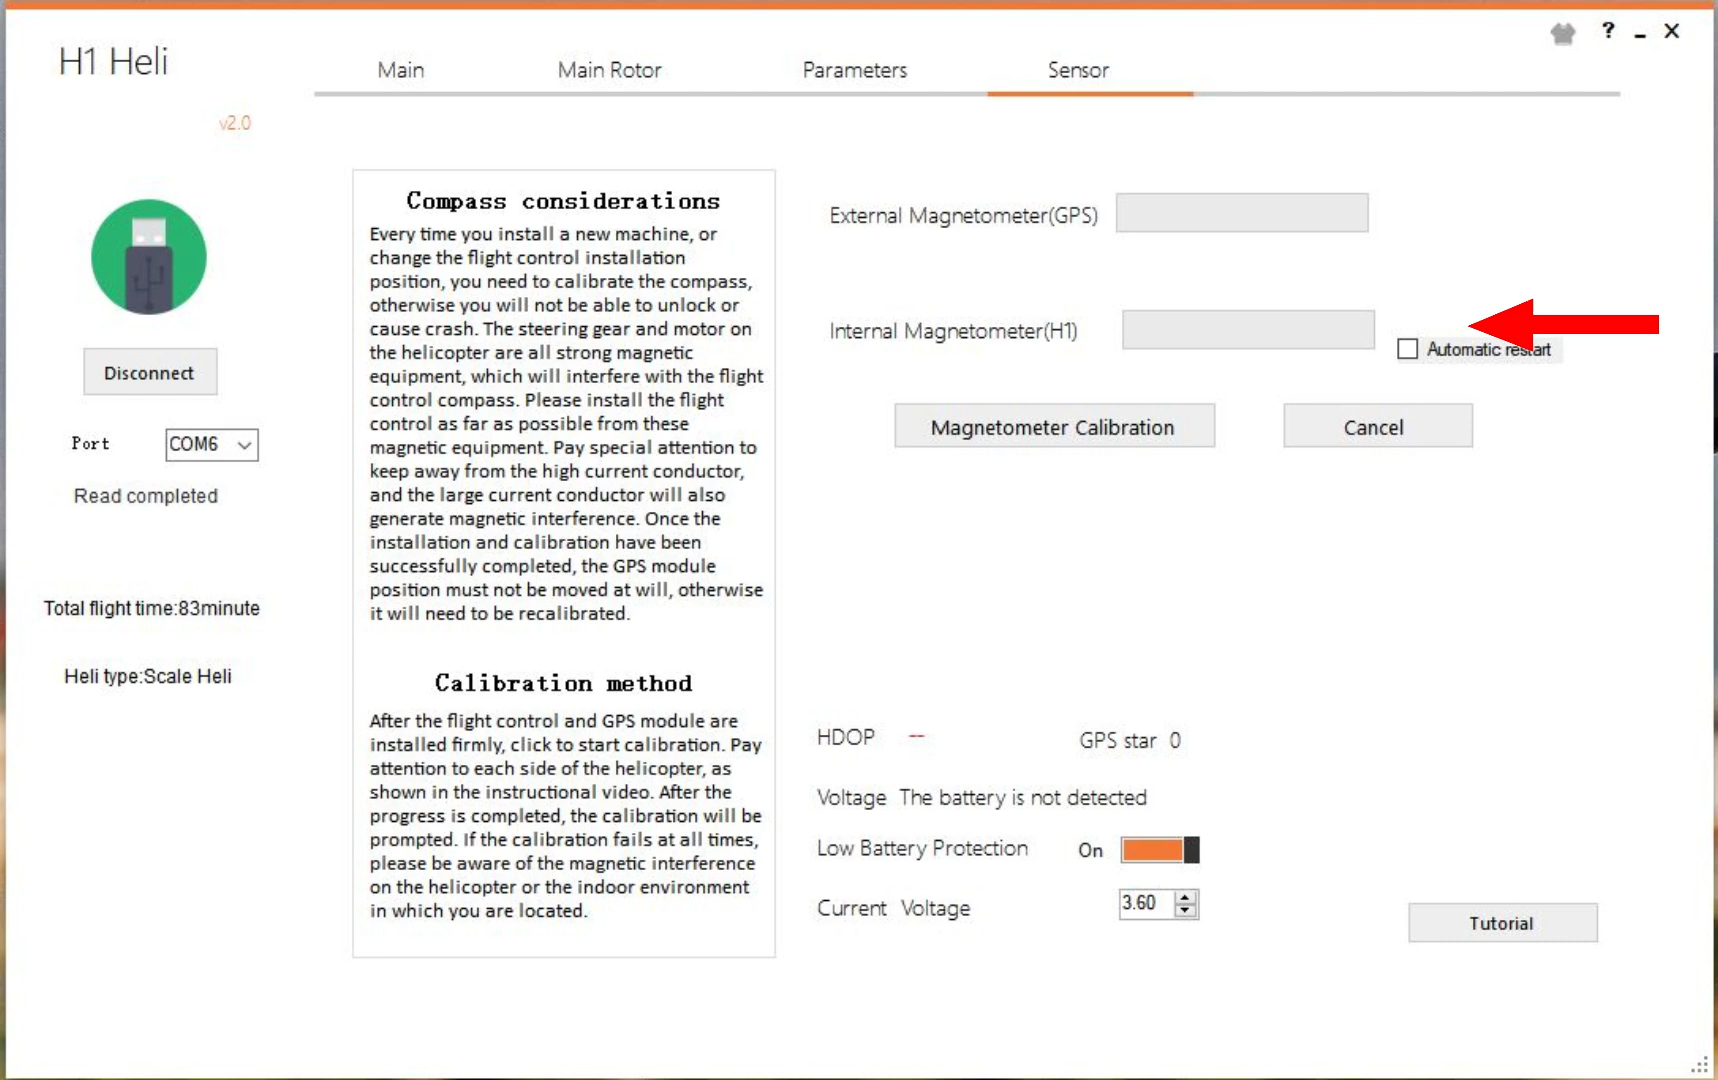 H1 Heli
v2.0
? - X
Main
Main Rotor
Parameters
Sensor
Disconnect
Port COM6
Read completed
Total flight time:83minute
Heli type:Scale Heli
Compass considerations
Every time you install a new machine, or
change the flight control installation
position, you need to calibrate the compass,
otherwise you will not be able to unlock or
cause crash. The steering gear and motor on
the helicopter are all strong magnetic
equipment, which will interfere with the flight
control compass. Please install the flight
control as far as possible from these
magnetic equipment. Pay special attention to
keep away from the high current conductor,
and the large current conductor will also
generate magnetic interference. Once the
installation and calibration have been
successfully completed, the GPS module
position must not be moved at will, otherwise
it will need to be recalibrated.
Calibration method
After the flight control and GPS module are
installed firmly, click to start calibration. Pay
attention to each side of the helicopter, as
shown in the instructional video. After the
progress is completed, the calibration will be
prompted. If the calibration fails at all times,
please be aware of the magnetic interference
on the helicopter or the indoor environment
in which you are located.
External Magnetometer(GPS)
Internal Magnetometer(H1)
Automatic restart
Magnetometer Calibration
Cancel
HDOP --
GPS star 0
Voltage The battery is not detected
Low Battery Protection On
Current Voltage 3.60
Tutorial